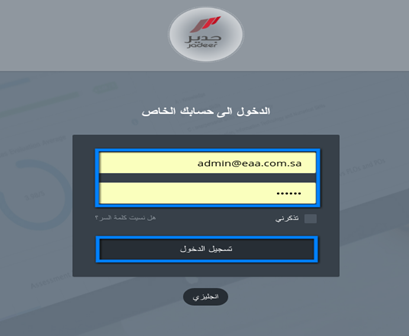 جدير
jadeer
الدخول الى حسابك الخاص
admin@eaa.com.sa
••••••
تذكرني
هل نسيت كلمة السر؟
تسجيل الدخول
انجليزي